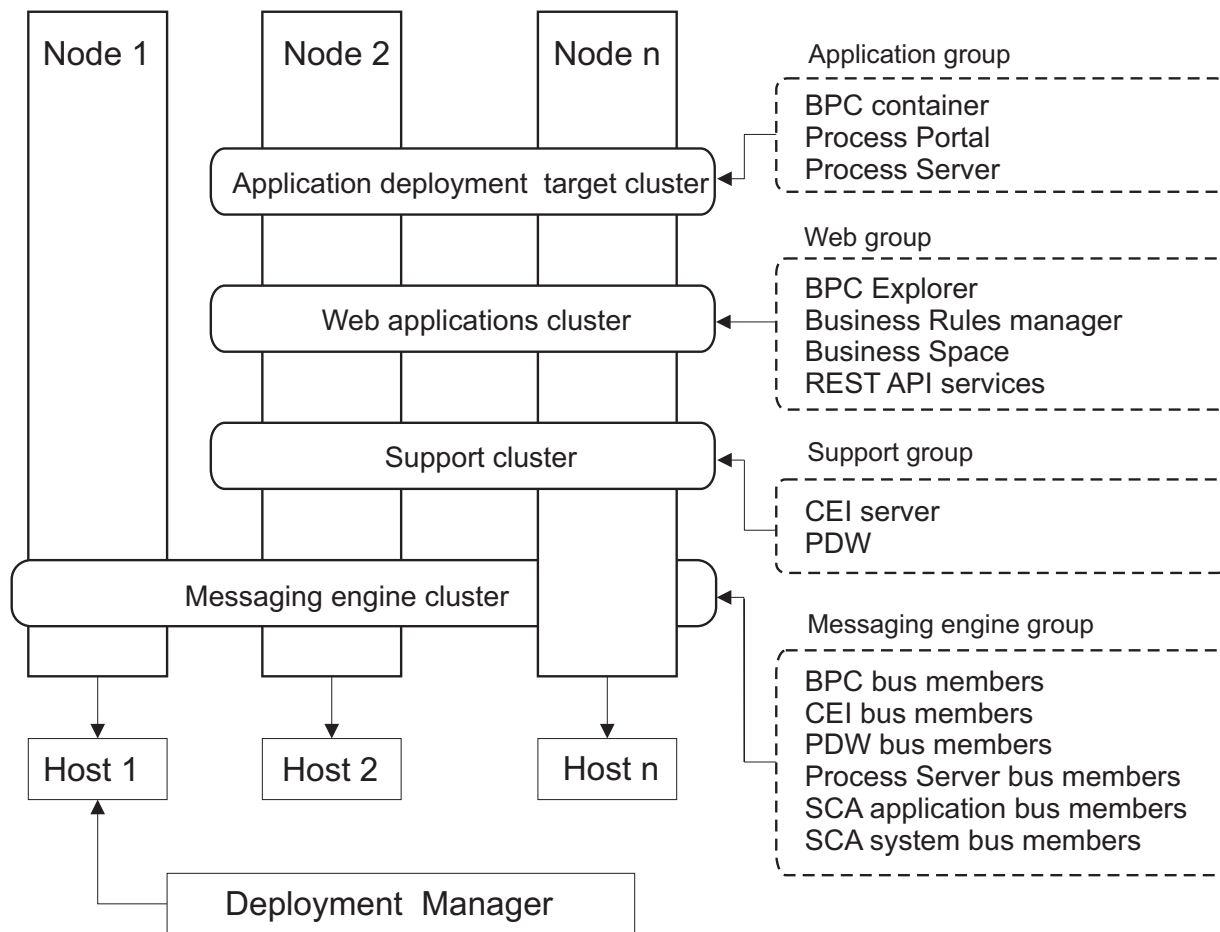 Node 1
Node 2
Node n
Application group
BPC container
Process Portal
Process Server
Application deployment target cluster
Web group
BPC Explorer
Business Rules manager
Business Space
REST API services
Web applications cluster
Support group
CEI server
PDW
Support cluster
Messaging engine cluster
Messaging engine group
BPC bus members
CEI bus members
PDW bus members
Process Server bus members
SCA application bus members
SCA system bus members
Host 1
Host 2
Host n
Deployment Manager